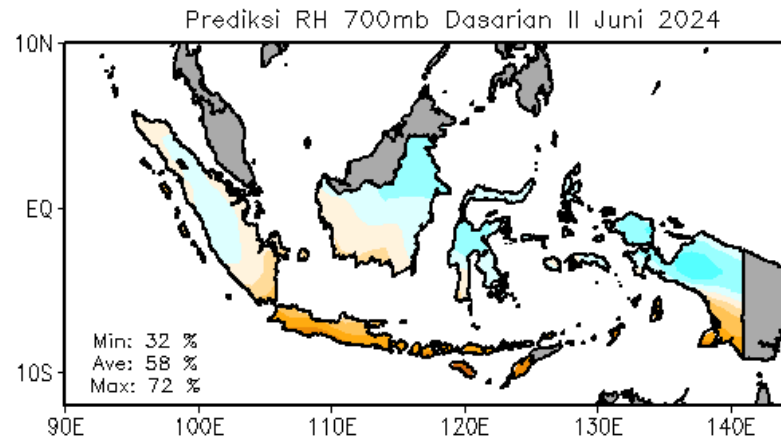 Prediksi RH 700mb Dasarian II Juni 2024
10N
EQ
10S
Min: 32 %
Ave: 58 %
Max: 72 %
90E 100E 110E 120E 130E 140E